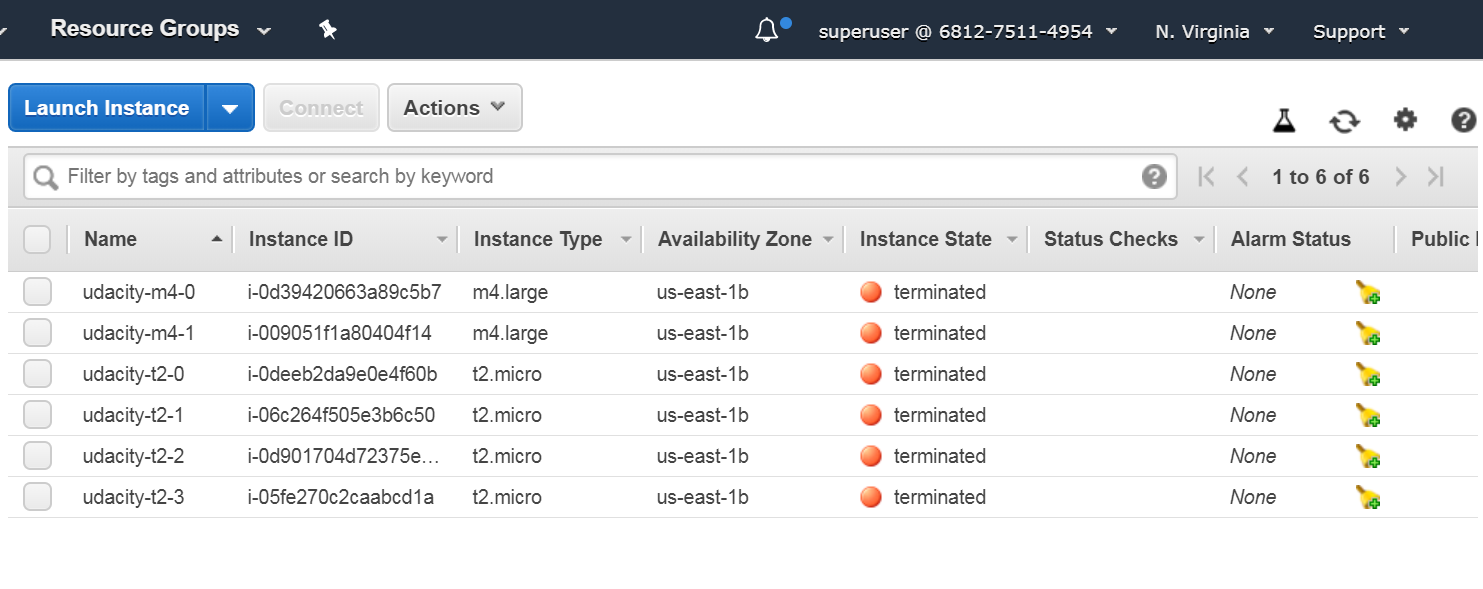 Resource Groups superuser @ 6812-7511-4954 N. Virginia Support
Launch Instance Connect Actions
Filter by tags and attributes or search by keyword ? 1 to 6 of 6 ?
Name Instance ID Instance Type Availability Zone Instance State Status Checks Alarm Status Public
udacity-m4-0 i-0d39420663a89c5b7 m4.large us-east-1b terminated None
udacity-m4-1 i-009051f1a80404f14 m4.large us-east-1b terminated None
udacity-t2-0 i-0deeb2da9e0e4f60b t2.micro us-east-1b terminated None
udacity-t2-1 i-06c264f505e3b6c50 t2.micro us-east-1b terminated None
udacity-t2-2 i-0d901704d72375e… t2.micro us-east-1b terminated None
udacity-t2-3 i-05fe270c2caabcd1a t2.micro us-east-1b terminated None